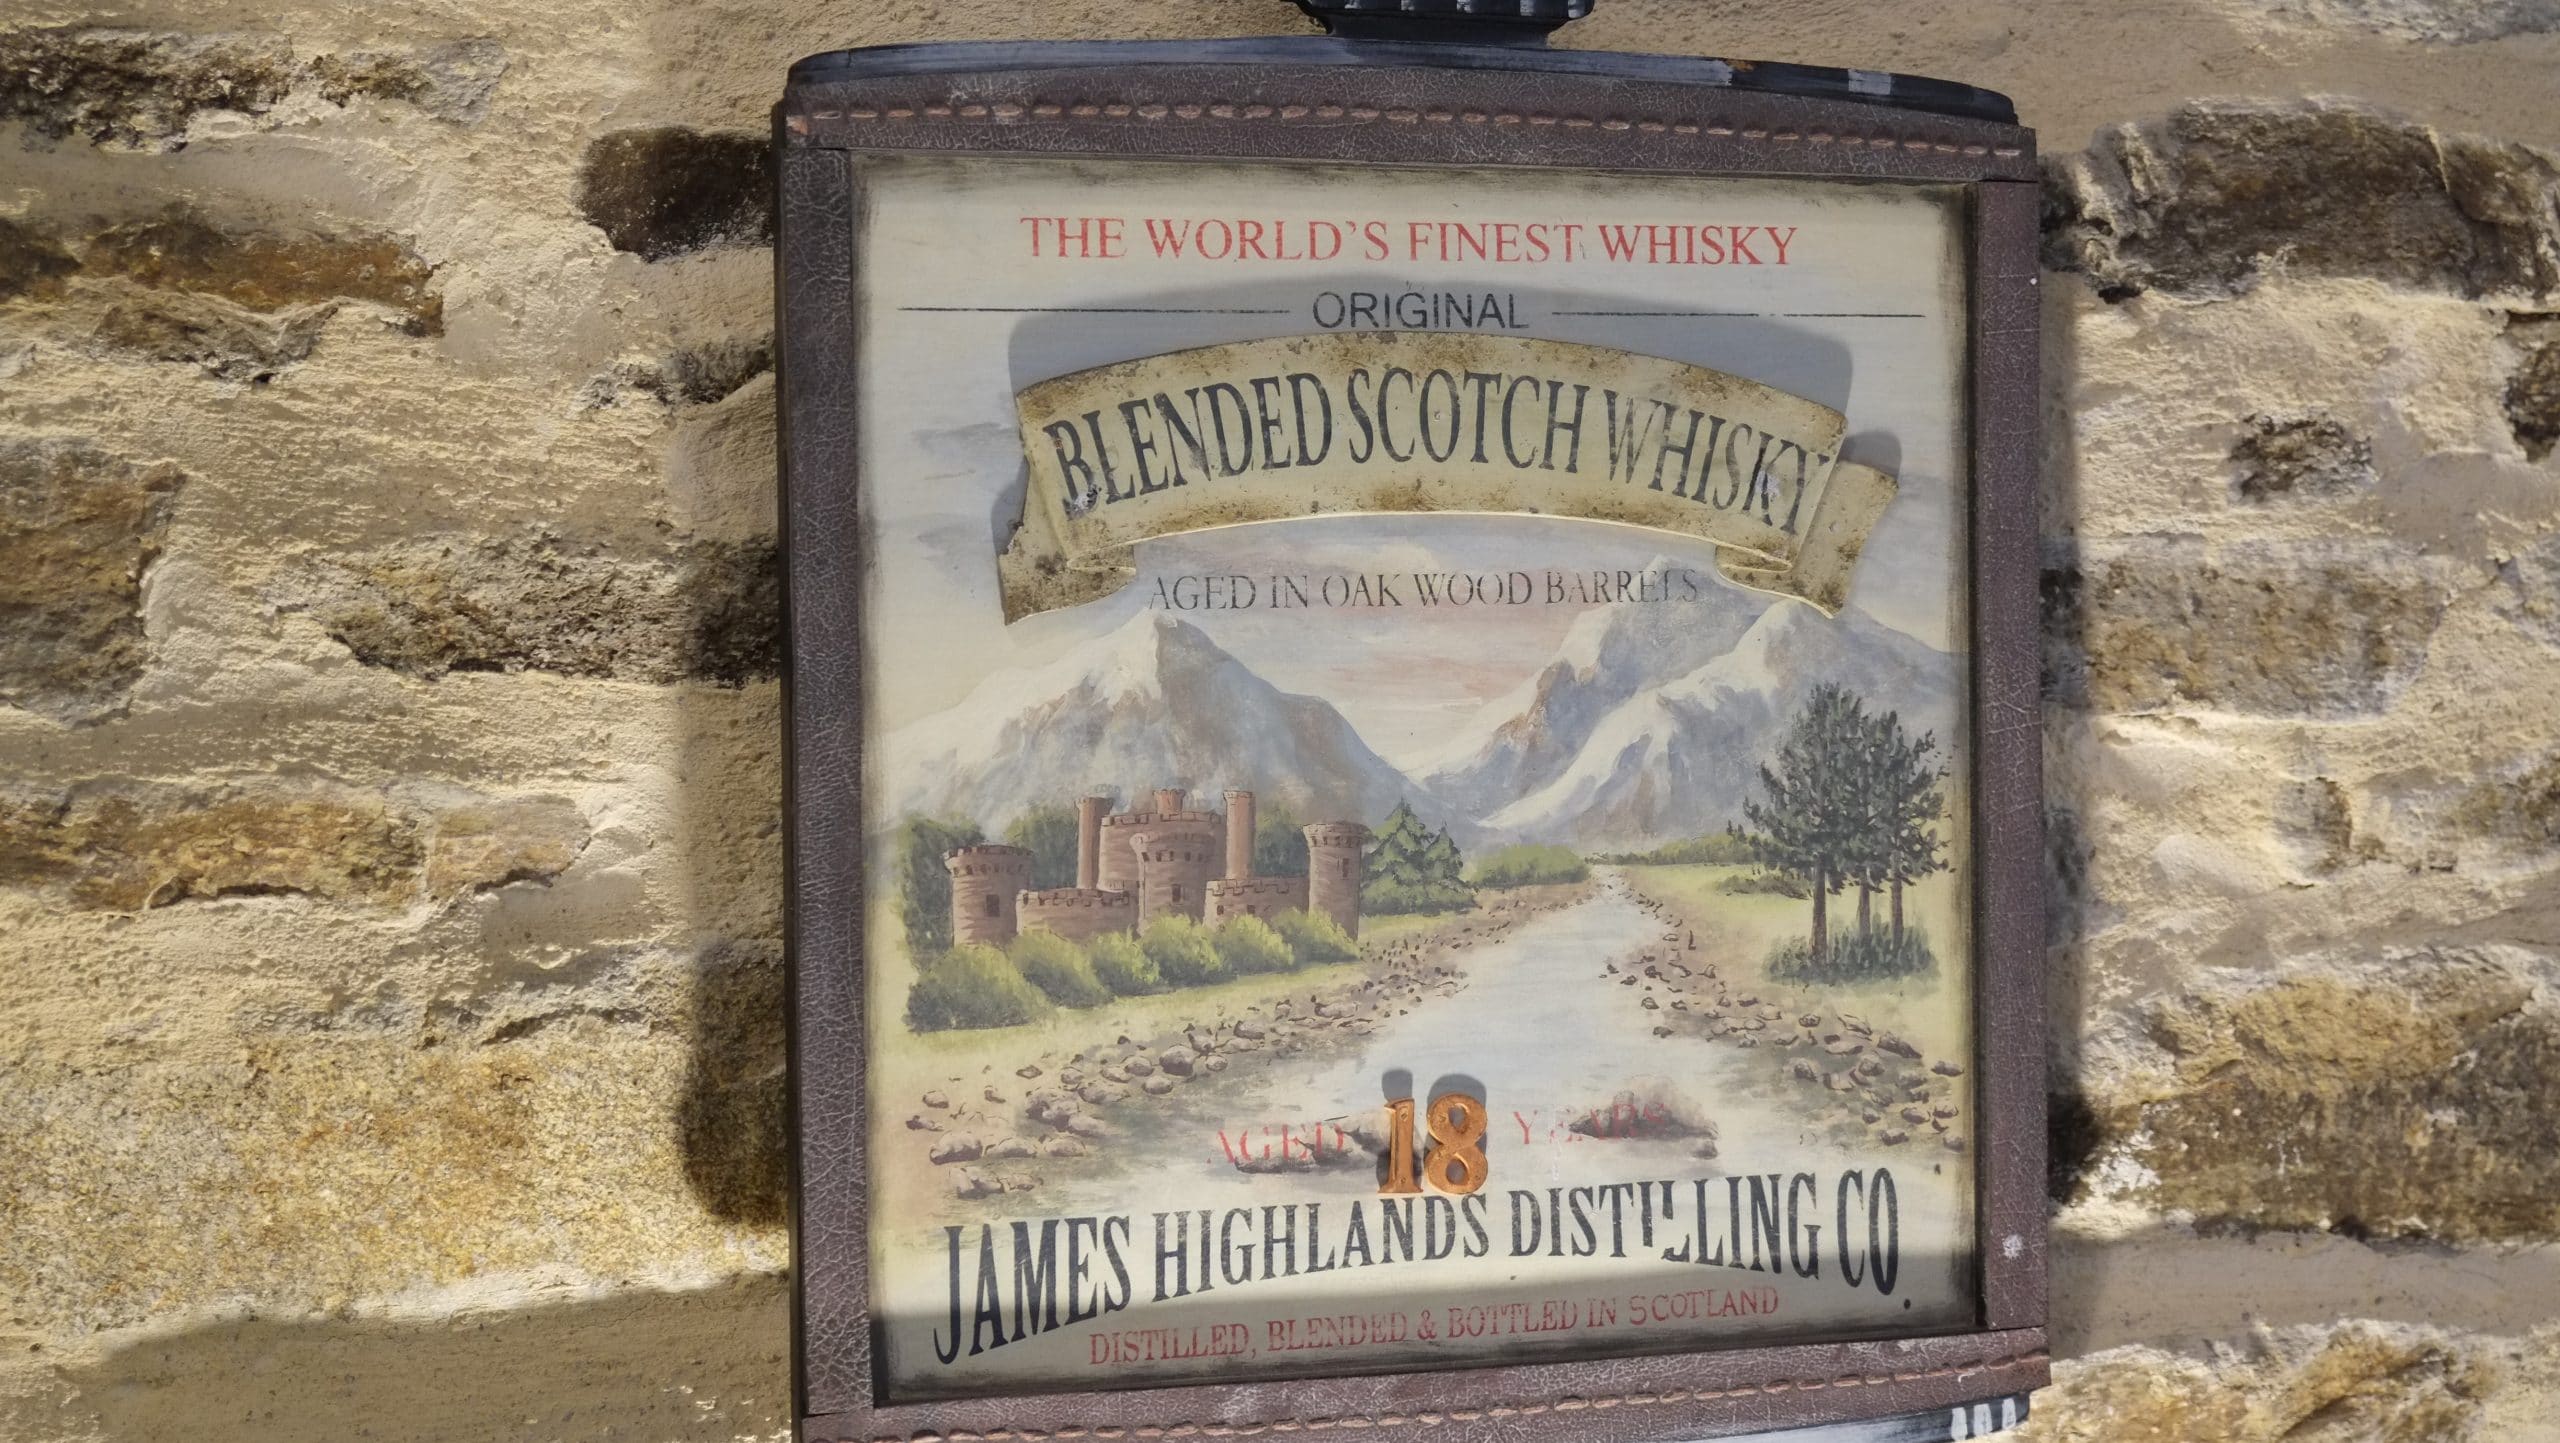 THE WORLD'S FINEST WHISKY
ORIGINAL
BLENDED SCOTCH WHISKY
AGED IN OAK WOOD BARRELS
AGED 18 YEARS
JAMES HIGHLANDS DISTILLING CO.
DISTILLED, BLENDED & BOTTLED IN SCOTLAND